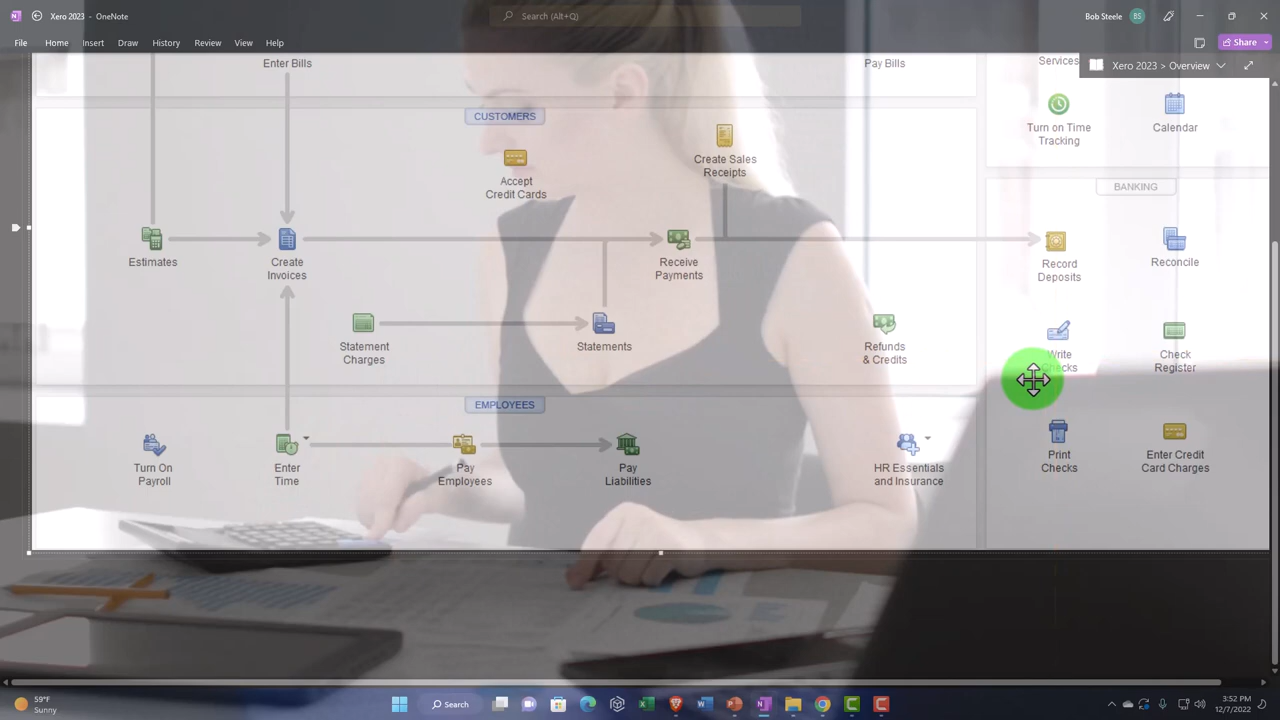 Xero 2023 - OneNote
Search (Alt+Q)
Bob Steele
BS
File
Home
Insert
Draw
History
Review
View
Help
Share
Enter Bills
Pay Bills
Services
Xero 2023 > Overview
CUSTOMERS
Accept
Credit Cards
Create Sales
Receipts
Turn on Time
Tracking
Calendar
BANKING
Estimates
Create
Invoices
Receive
Payments
Record
Deposits
Reconcile
Statement
Charges
Statements
Refunds
& Credits
Write
Checks
Check
Register
EMPLOYEES
Turn On
Payroll
Enter
Time
Pay
Employees
Pay
Liabilities
HR Essentials
and Insurance
Print
Checks
Enter Credit
Card Charges
59°F
Sunny
Search
3:52 PM
12/7/2022